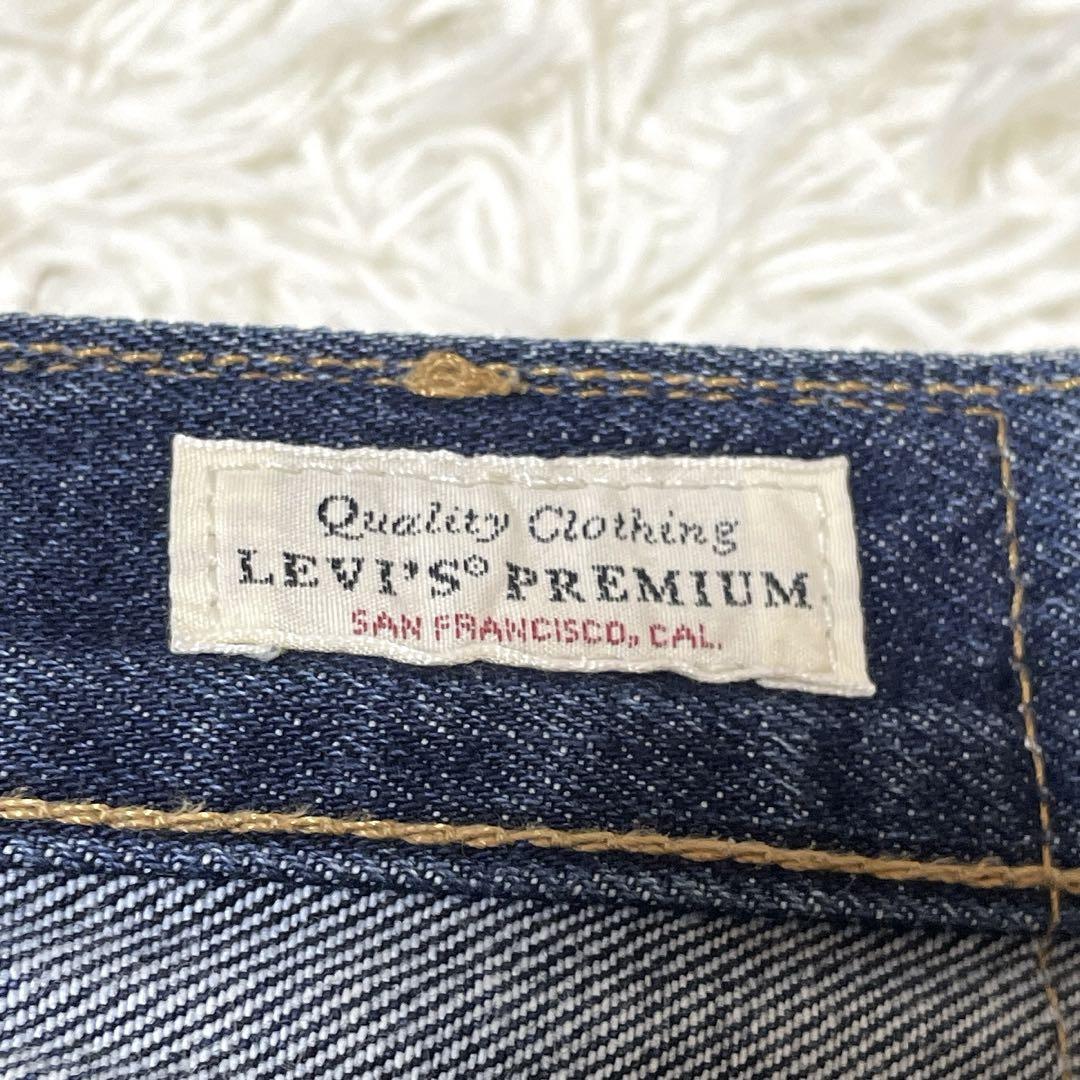 Quality Clothing
LEVI'S® PREMIUM
SAN FRANCISCO, CAL.